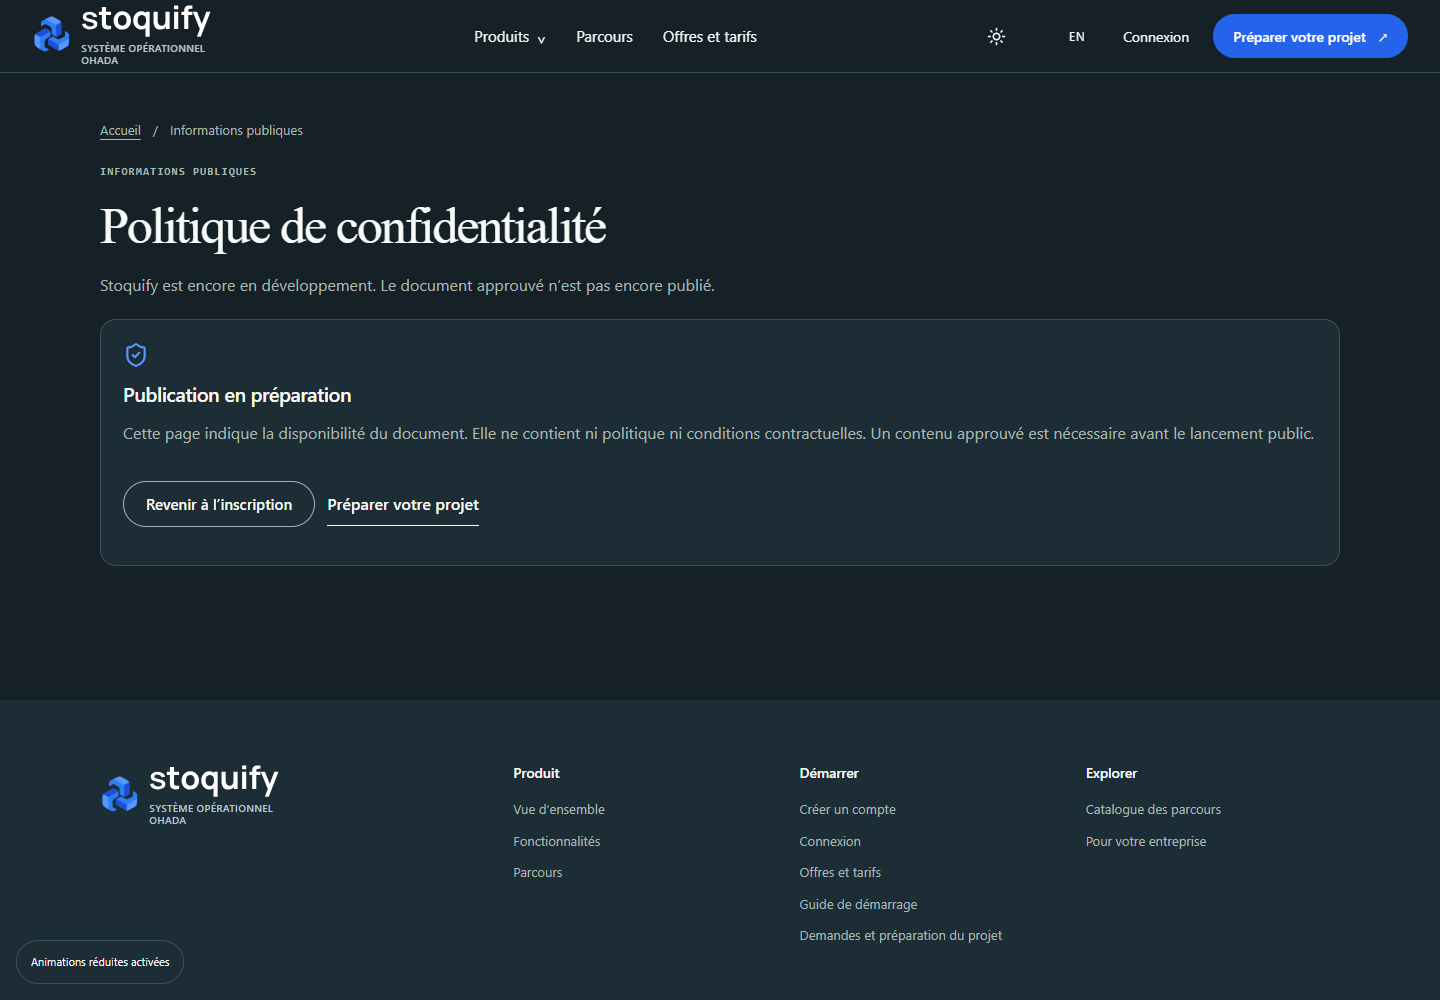 stoquify
SYSTÈME OPÉRATIONNEL
OHADA
Produits
Parcours
Offres et tarifs
EN
Connexion
Préparer votre projet ↗
Accueil / Informations publiques
INFORMATIONS PUBLIQUES
Politique de confidentialité
Stoquify est encore en développement. Le document approuvé n’est pas encore publié.
Publication en préparation
Cette page indique la disponibilité du document. Elle ne contient ni politique ni conditions contractuelles. Un contenu approuvé est nécessaire avant le lancement public.
Revenir à l’inscription
Préparer votre projet
stoquify
SYSTÈME OPÉRATIONNEL
OHADA
Produit
Vue d’ensemble
Fonctionnalités
Parcours
Démarrer
Créer un compte
Connexion
Offres et tarifs
Guide de démarrage
Demandes et préparation du projet
Explorer
Catalogue des parcours
Pour votre entreprise
Animations réduites activées